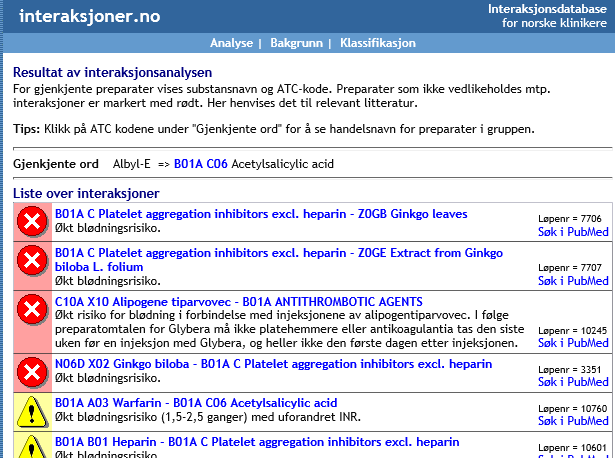 interaksjoner.no
Interaksjonsdatabase
for norske klinikere
Analyse | Bakgrunn | Klassifikasjon
Resultat av interaksjonsanalysen
For gjenkjente preparater vises substansnavn og ATC-kode. Preparater som ikke vedlikeholdes mtp.
interaksjoner er markert med rødt. Her henvises det til relevant litteratur.
Tips: Klikk på ATC kodene under "Gjenkjente ord" for å se handelsnavn for preparater i gruppen.
Gjenkjente ord Albyl-E => B01A C06 Acetylsalicylic acid
Liste over interaksjoner
B01A C Platelet aggregation inhibitors excl. heparin - Z0GB Ginkgo leaves
Økt blødningsrisiko.
Løpenr = 7706
Søk i PubMed
B01A C Platelet aggregation inhibitors excl. heparin - Z0GE Extract from Ginkgo
biloba L. folium
Økt blødningsrisiko.
Løpenr = 7707
Søk i PubMed
C10A X10 Alipogene tiparvovec - B01A ANTITHROMBOTIC AGENTS
Økt risiko for blødning i forbindelse med injeksjonene av alipogentiparvovec. I følge
preparatomtalen for Glybera må ikke platehemmere eller antikoagulantia tas den siste
uken før en injeksjon med Glybera, og heller ikke den første dagen etter injeksjonen.
Løpenr = 10245
Søk i PubMed
N06D X02 Ginkgo biloba - B01A C Platelet aggregation inhibitors excl. heparin
Økt blødningsrisiko.
Løpenr = 3351
Søk i PubMed
B01A A03 Warfarin - B01A C06 Acetylsalicylic acid
Økt blødningsrisiko (1,5-2,5 ganger) med uforandret INR.
Løpenr = 10760
Søk i PubMed
B01A B01 Heparin - B01A C Platelet aggregation inhibitors excl. heparin
Økt blødningsrisiko.
Løpenr = 10601
Søk i PubMed